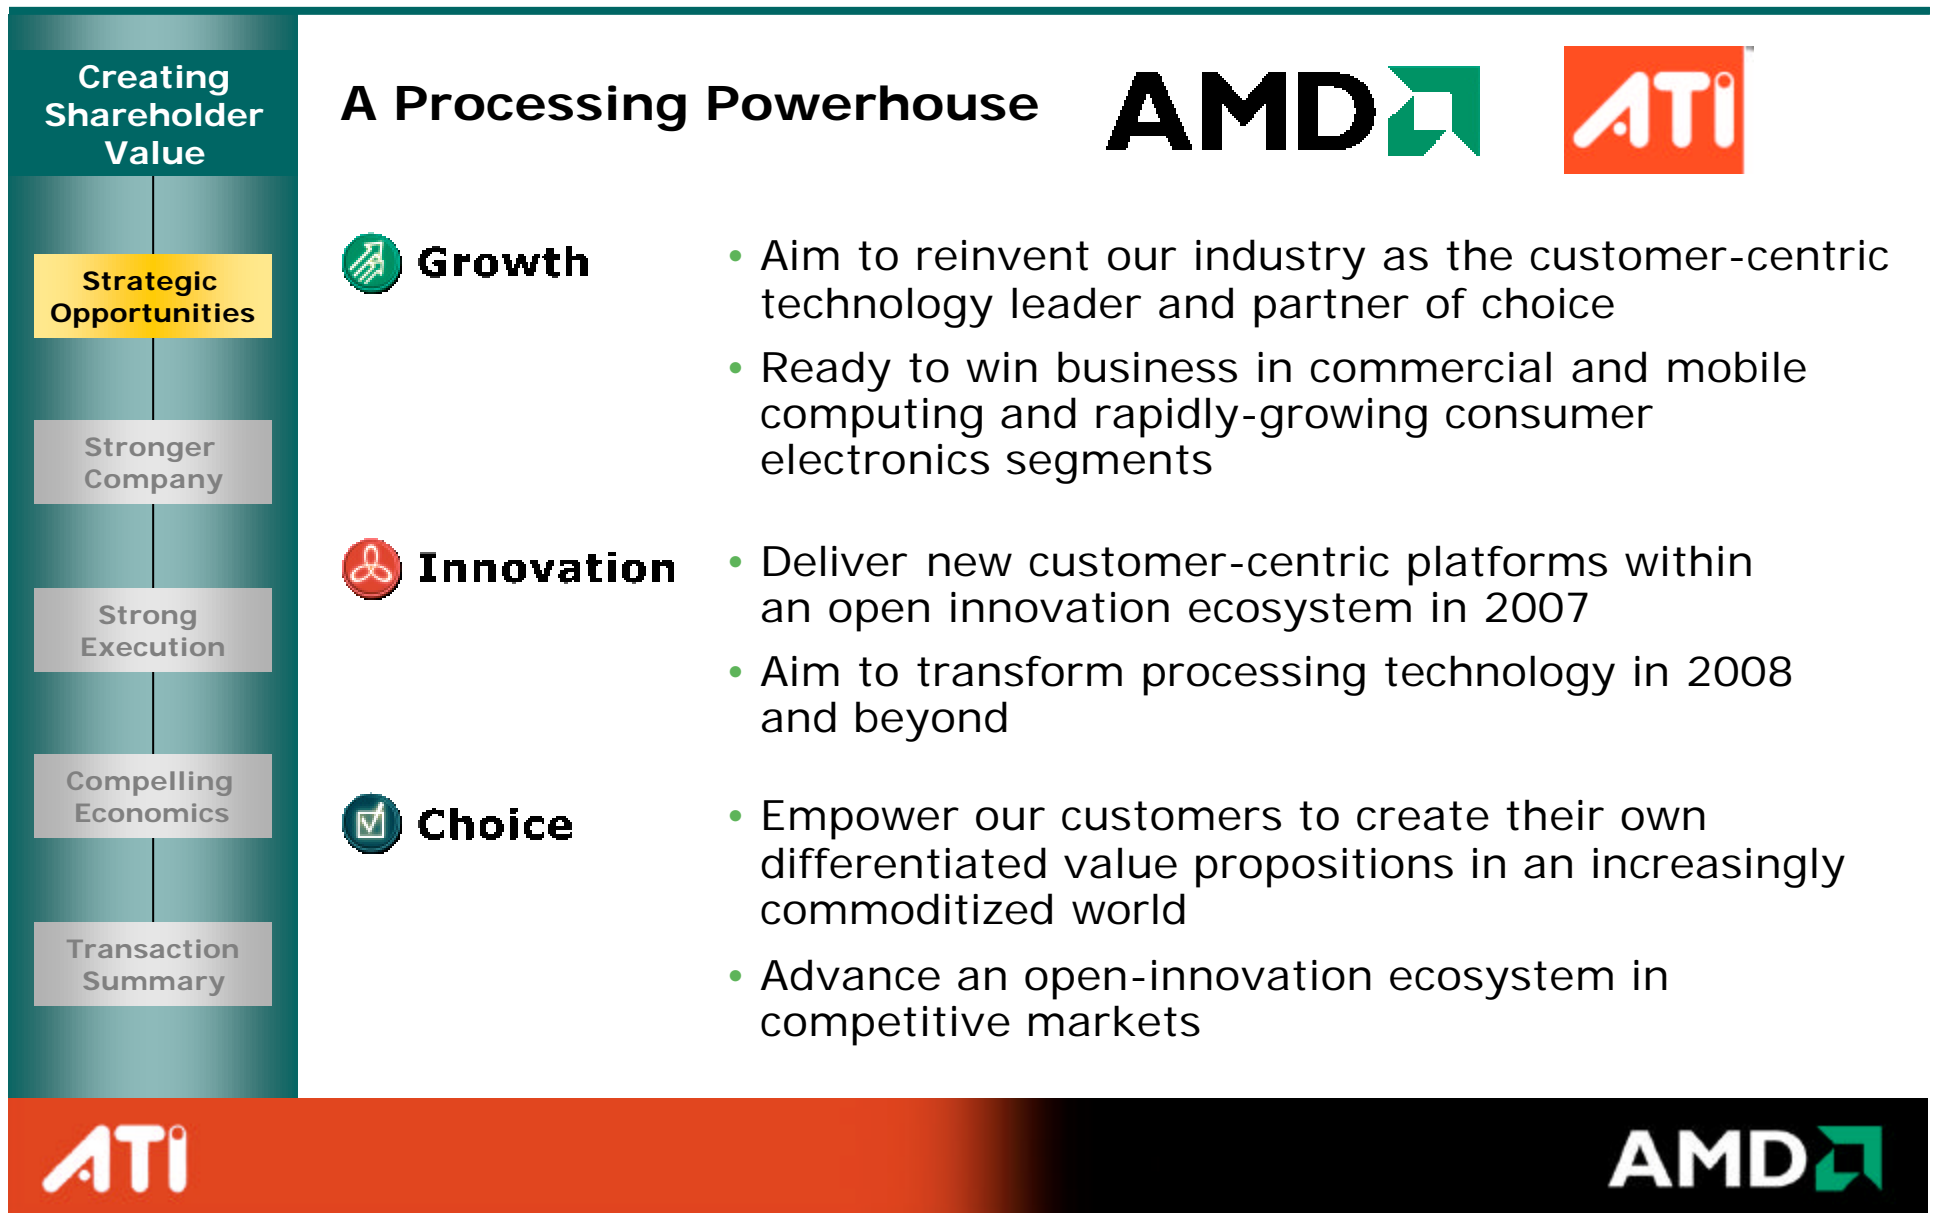 Creating
Shareholder
Value
Strategic
Opportunities
Stronger
Company
Strong
Execution
Compelling
Economics
Transaction
Summary
A Processing Powerhouse
AMD
ATI
Growth
• Aim to reinvent our industry as the customer-centric
technology leader and partner of choice
• Ready to win business in commercial and mobile
computing and rapidly-growing consumer
electronics segments
Innovation
• Deliver new customer-centric platforms within
an open innovation ecosystem in 2007
• Aim to transform processing technology in 2008
and beyond
Choice
• Empower our customers to create their own
differentiated value propositions in an increasingly
commoditized world
• Advance an open-innovation ecosystem in
competitive markets
ATI
AMD